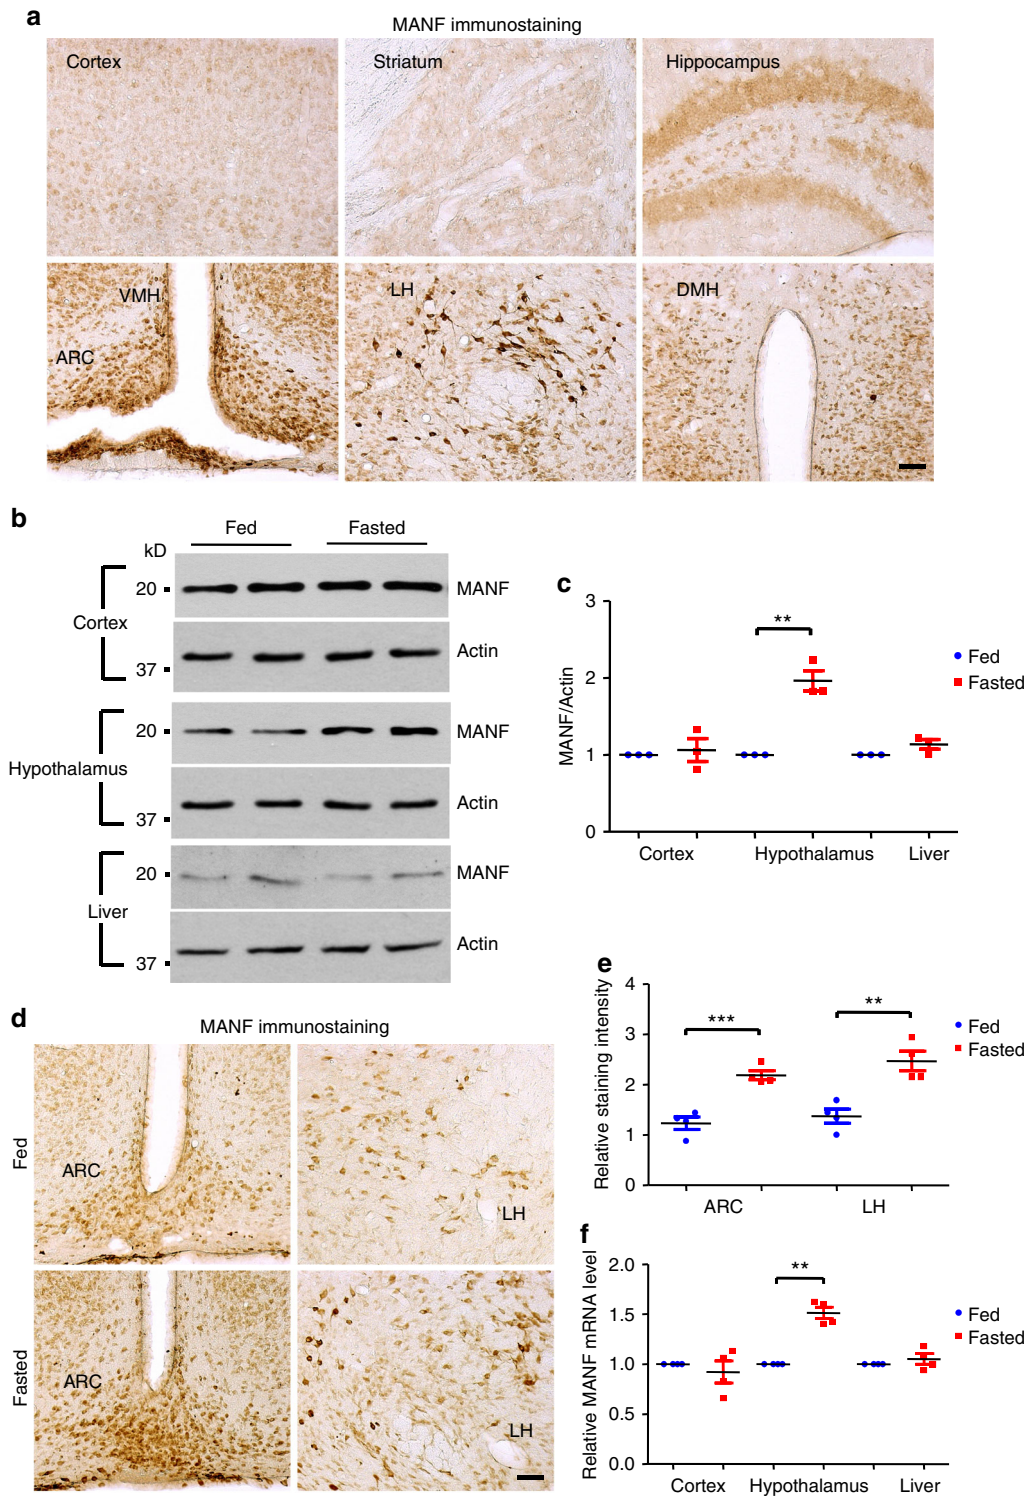 a
MANF immunostaining
Cortex
Striatum
Hippocampus
VMH
ARC
LH
DMH
b
Fed
Fasted
kD
20
MANF
Cortex
Actin
37
20
MANF
Hypothalamus
Actin
37
20
MANF
Liver
Actin
37
c
3
2
1
0
MANF/Actin
**
Fed
Fasted
Cortex
Hypothalamus
Liver
d
MANF immunostaining
Fed
ARC
LH
Fasted
ARC
LH
e
4
3
2
1
0
Relative staining intensity
***
**
Fed
Fasted
ARC
LH
f
2.0
1.5
1.0
0.5
0.0
Relative MANF mRNA level
**
Fed
Fasted
Cortex
Hypothalamus
Liver